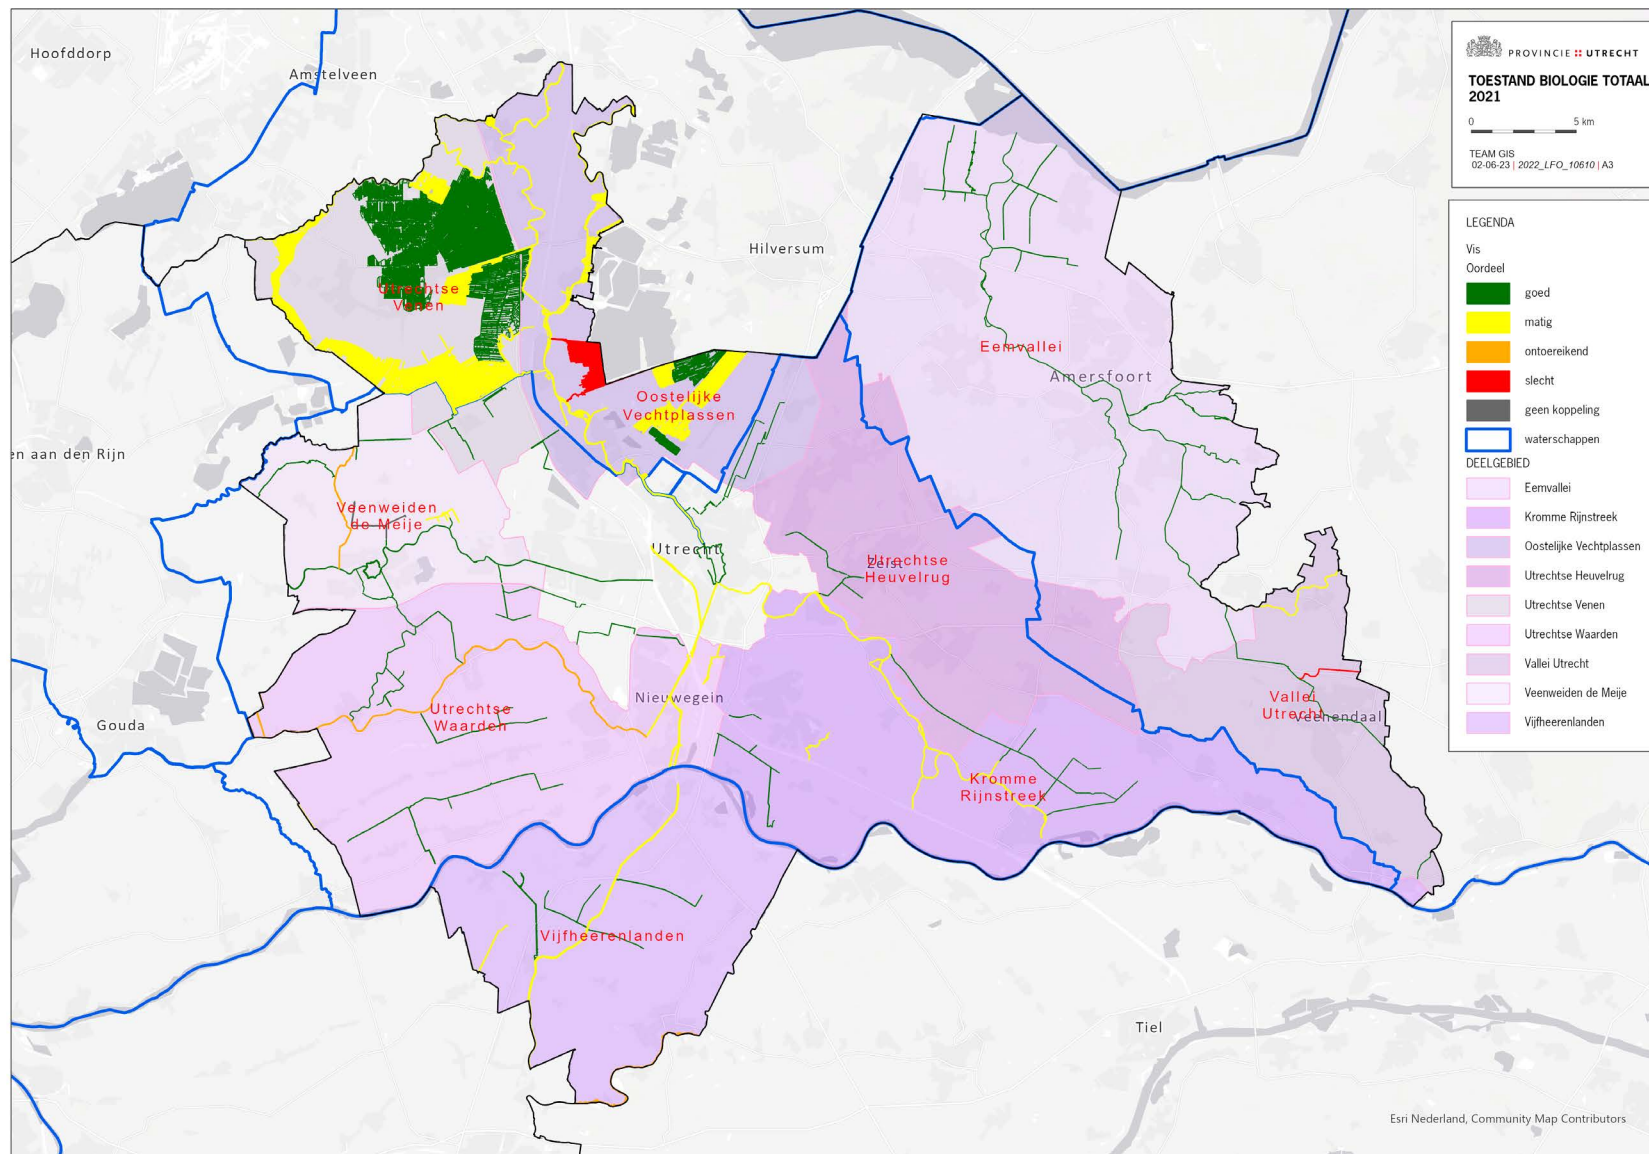 PROVINCIE :: UTRECHT
TOESTAND BIOLOGIE TOTAAL
2021
0 5 km
TEAM GIS
02-06-23 | 2022_LFO_10610 | A3
LEGENDA
Vis
Oordeel
goed
matig
ontoereikend
slecht
geen koppeling
waterschappen
DEELGEBIED
Eemvallei
Kromme Rijnstreek
Oostelijke Vechtplassen
Utrechtse Heuvelrug
Utrechtse Venen
Utrechtse Waarden
Vallei Utrecht
Veenweiden de Meije
Vijfheerenlanden
Hoofddorp
Amstelveen
Hilversum
Utrechtse
Venen
Eemvallei
Amersfoort
Oostelijke
Vechtplassen
en aan den Rijn
Veenweiden
de Meije
Utrecht
Zeist
Utrechtse
Heuvelrug
Nieuwegein
Vallei
Utrecht
Veenendaal
Utrechtse
Waarden
Gouda
Kromme
Rijnstreek
Vijfheerenlanden
Tiel
Esri Nederland, Community Map Contributors